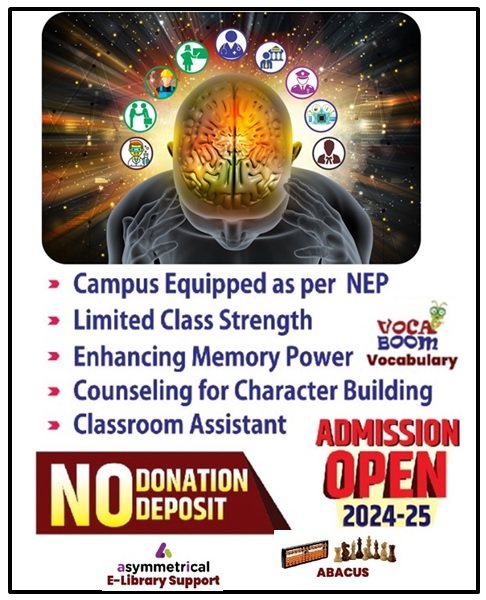 Campus Equipped as per NEP
Limited Class Strength
Enhancing Memory Power
VOCA
BOOM
Vocabulary
Counseling for Character Building
Classroom Assistant
ADMISSION
OPEN
2024-25
NO DONATION
DEPOSIT
asymmetrical
E-Library Support
ABACUS